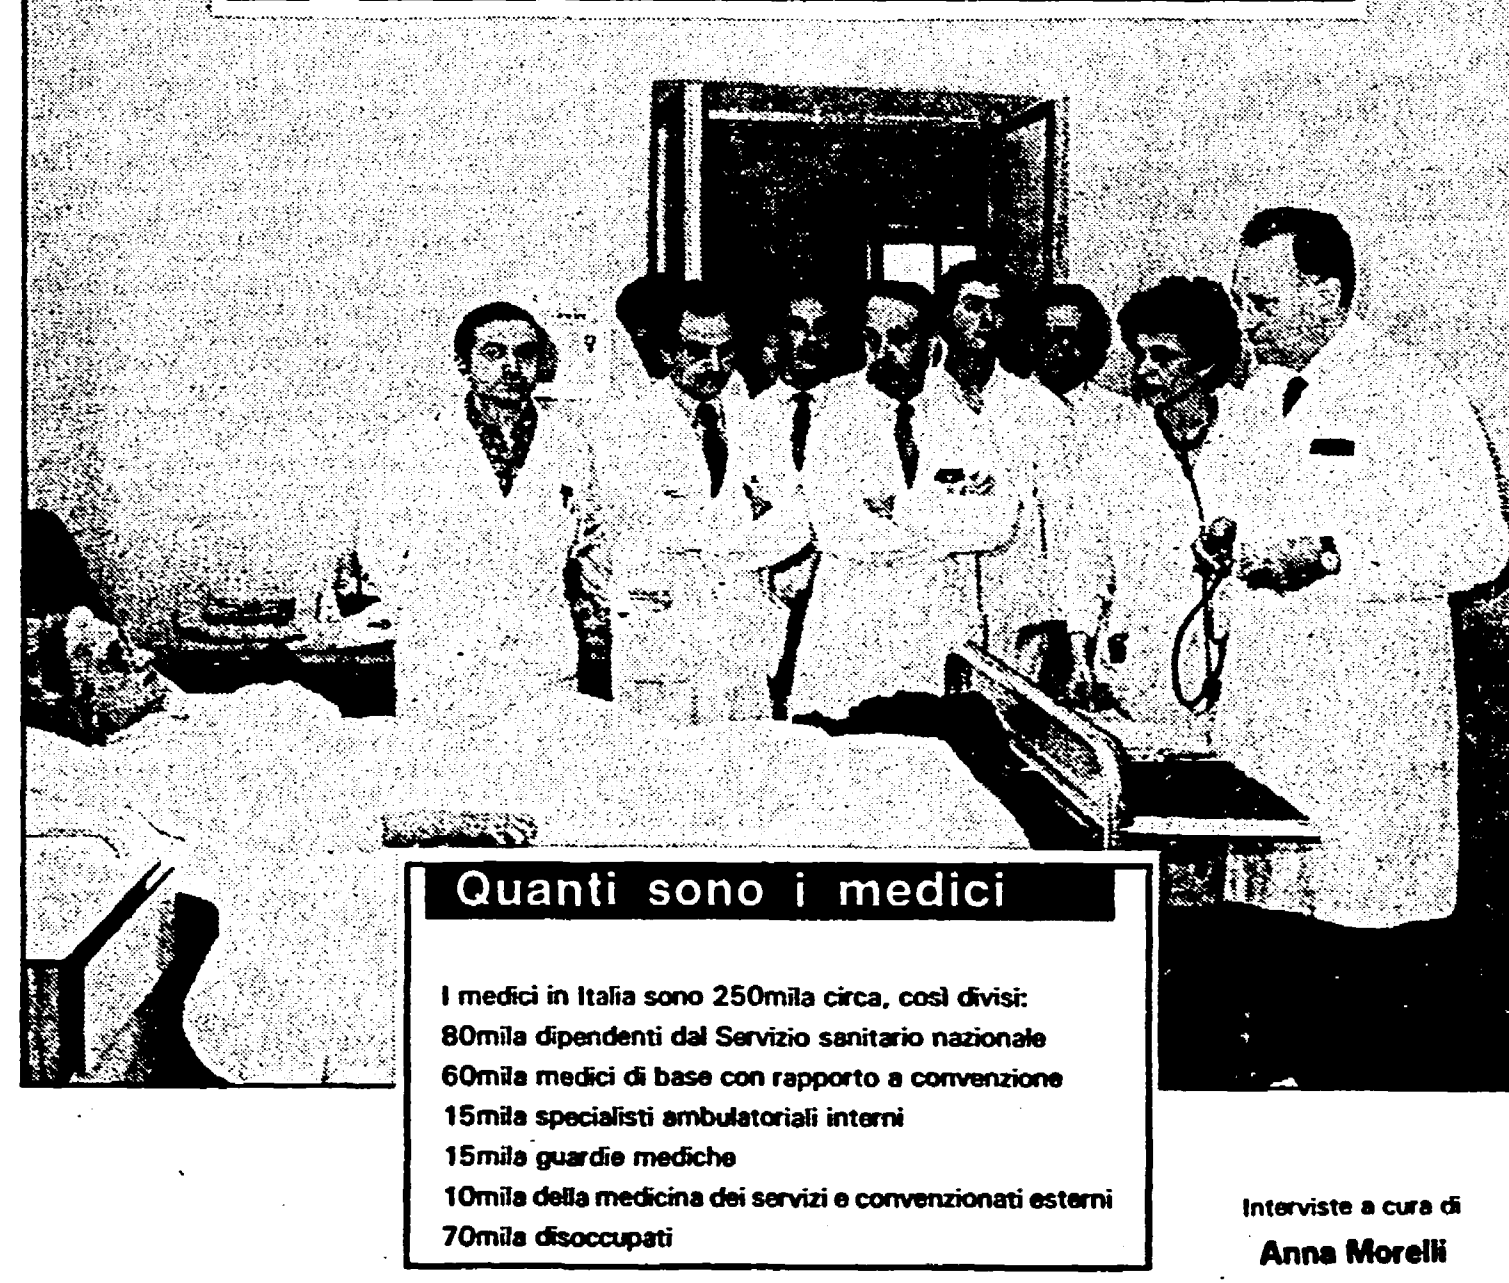 Quanti sono i medici
I medici in Italia sono 250mila circa, così divisi:
80mila dipendenti dal Servizio sanitario nazionale
60mila medici di base con rapporto a convenzione
15mila specialisti ambulatoriali interni
15mila guardie mediche
10mila della medicina dei servizi e convenzionati esterni
70mila disoccupati
Interviste a cura di
Anna Morelli